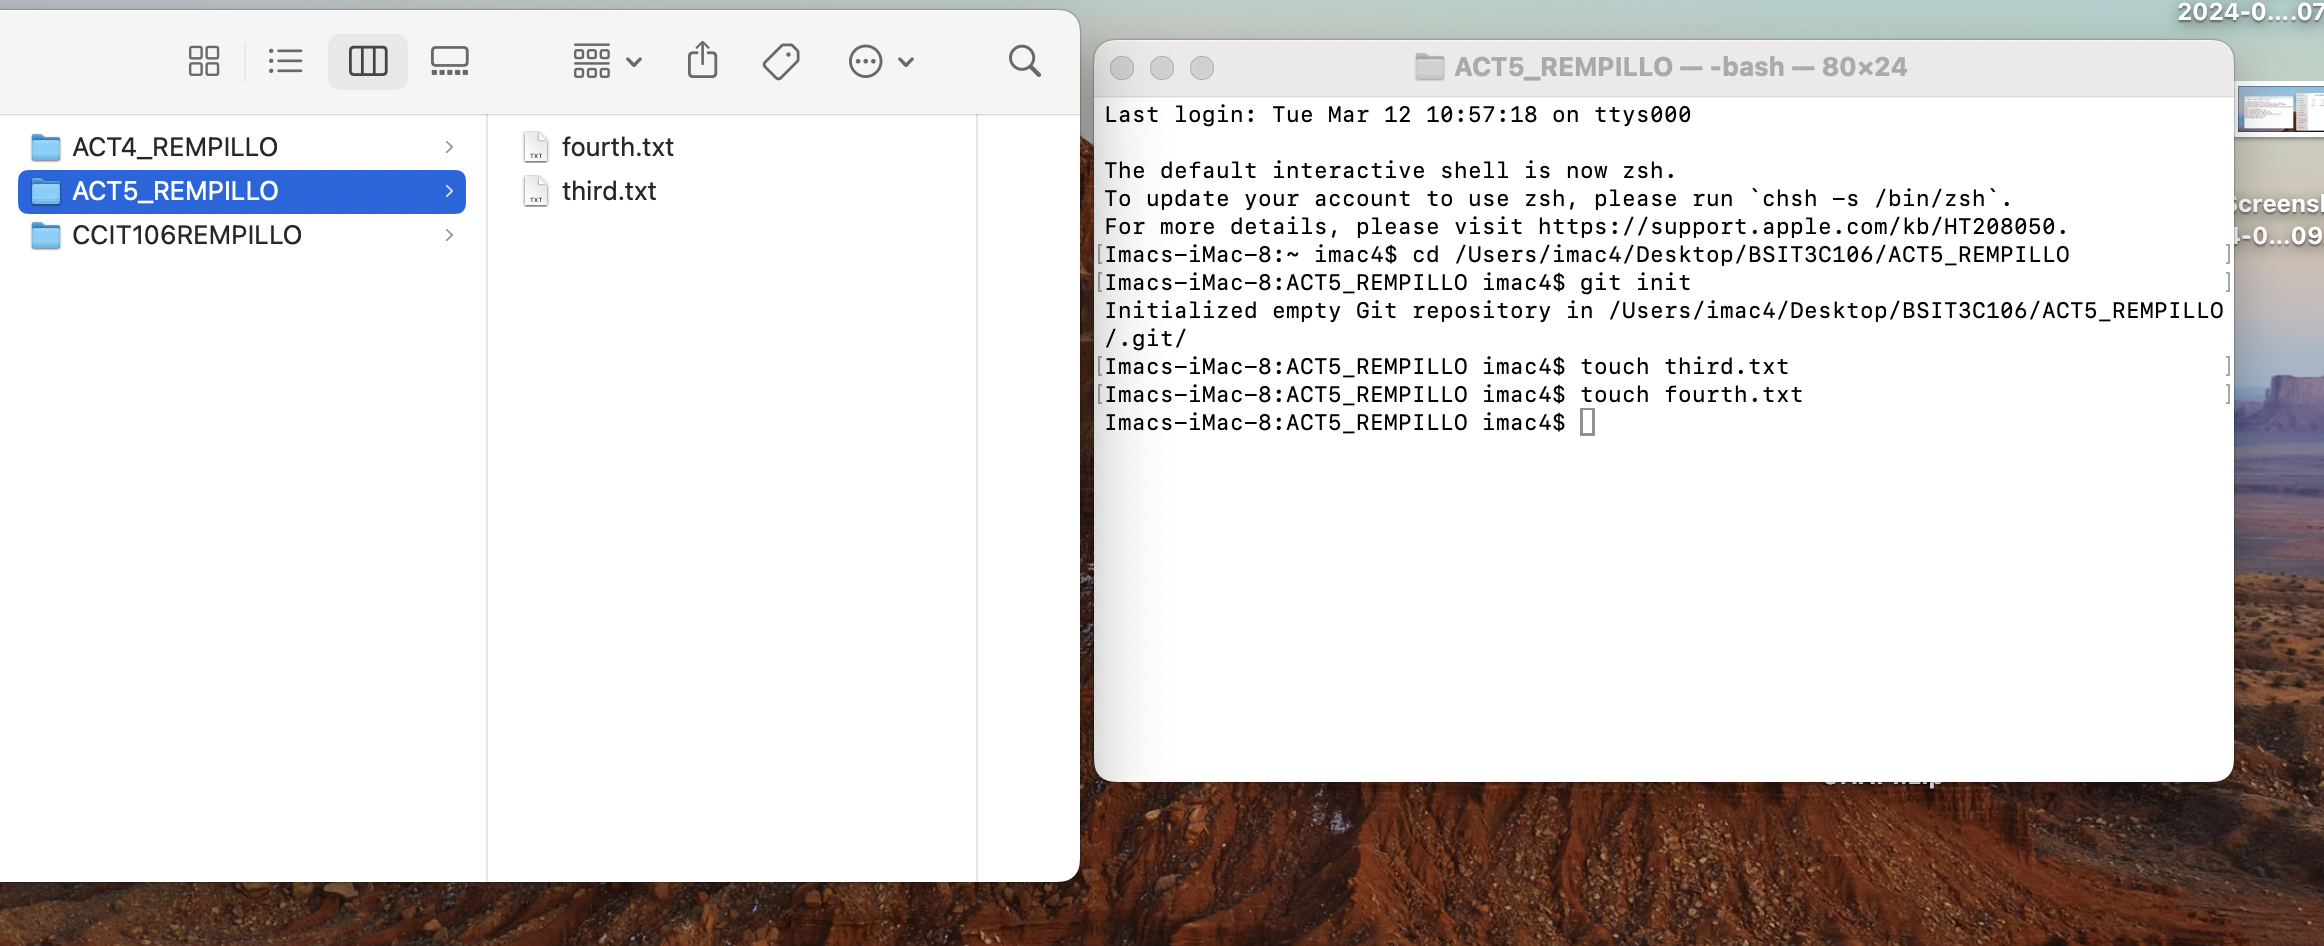 ACT4_REMPILLO
ACT5_REMPILLO
CCIT106REMPILLO
fourth.txt
third.txt
TXT
TXT
ACT5_REMPILLO — -bash — 80×24
Last login: Tue Mar 12 10:57:18 on ttys000
The default interactive shell is now zsh.
To update your account to use zsh, please run `chsh -s /bin/zsh`.
For more details, please visit https://support.apple.com/kb/HT208050.
[Imacs-iMac-8:~ imac4$ cd /Users/imac4/Desktop/BSIT3C106/ACT5_REMPILLO ]
[Imacs-iMac-8:ACT5_REMPILLO imac4$ git init ]
Initialized empty Git repository in /Users/imac4/Desktop/BSIT3C106/ACT5_REMPILLO
/.git/
[Imacs-iMac-8:ACT5_REMPILLO imac4$ touch third.txt ]
[Imacs-iMac-8:ACT5_REMPILLO imac4$ touch fourth.txt ]
Imacs-iMac-8:ACT5_REMPILLO imac4$
2024-0....07
Screensh
4-0...09